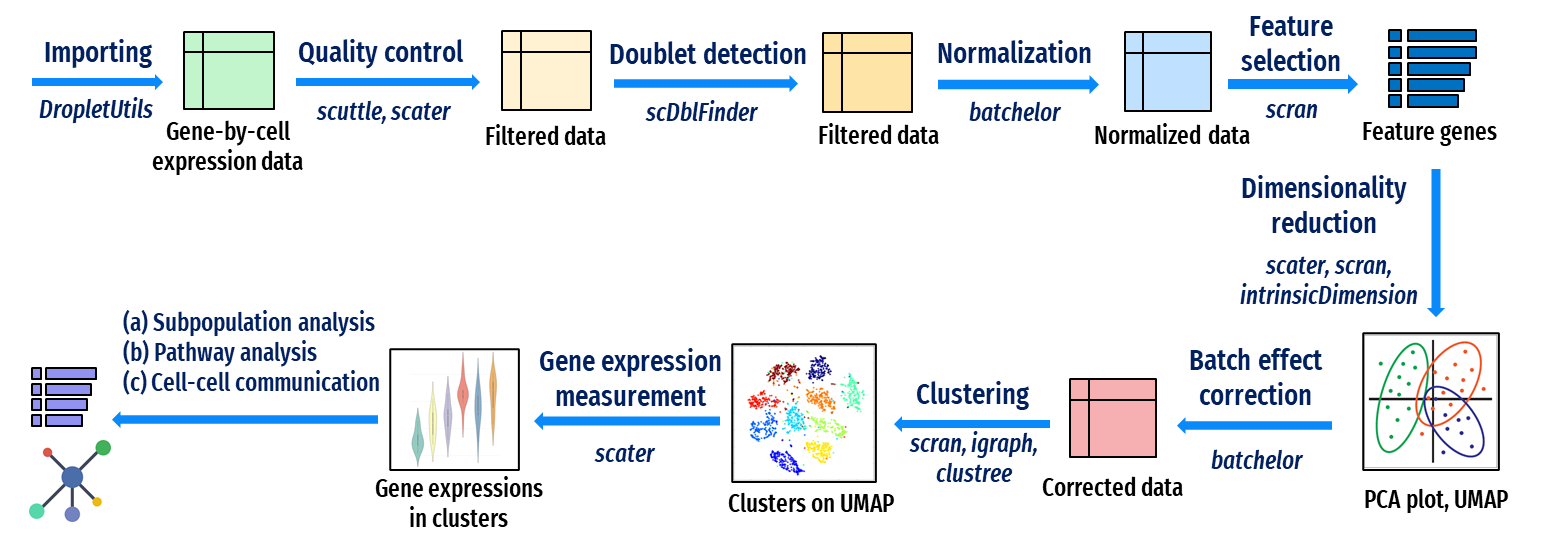 Importing
DropletUtils
Gene-by-cell
expression data
Quality control
scuttle, scater
Filtered data
Doublet detection
scDblFinder
Filtered data
Normalization
batchelor
Normalized data
Feature
selection
scran
Feature genes
Dimensionality
reduction
scater, scran,
intrinsicDimension
PCA plot, UMAP
Batch effect
correction
batchelor
Corrected data
Clustering
scran, igraph,
clustree
Clusters on UMAP
Gene expression
measurement
scater
Gene expressions
in clusters
(a) Subpopulation analysis
(b) Pathway analysis
(c) Cell-cell communication